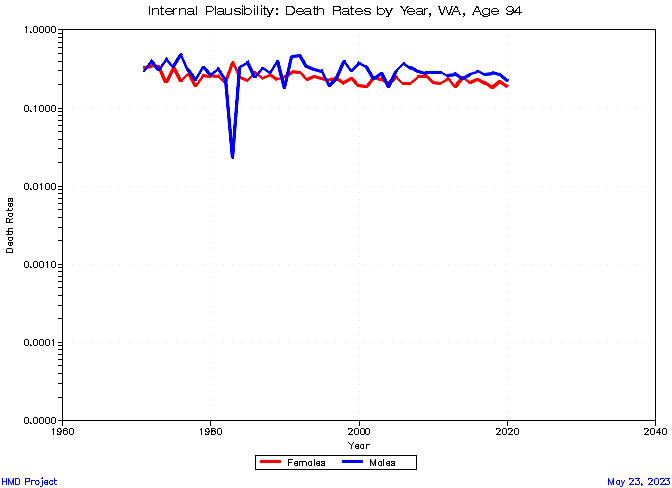 Internal Plausibility: Death Rates by Year, WA, Age 94
1.0000
0.1000
0.0100
0.0010
0.0001
0.0000
Death Rates
1960
1980
2000
2020
2040
Year
Females
Males
HMD Project
May 23, 2023